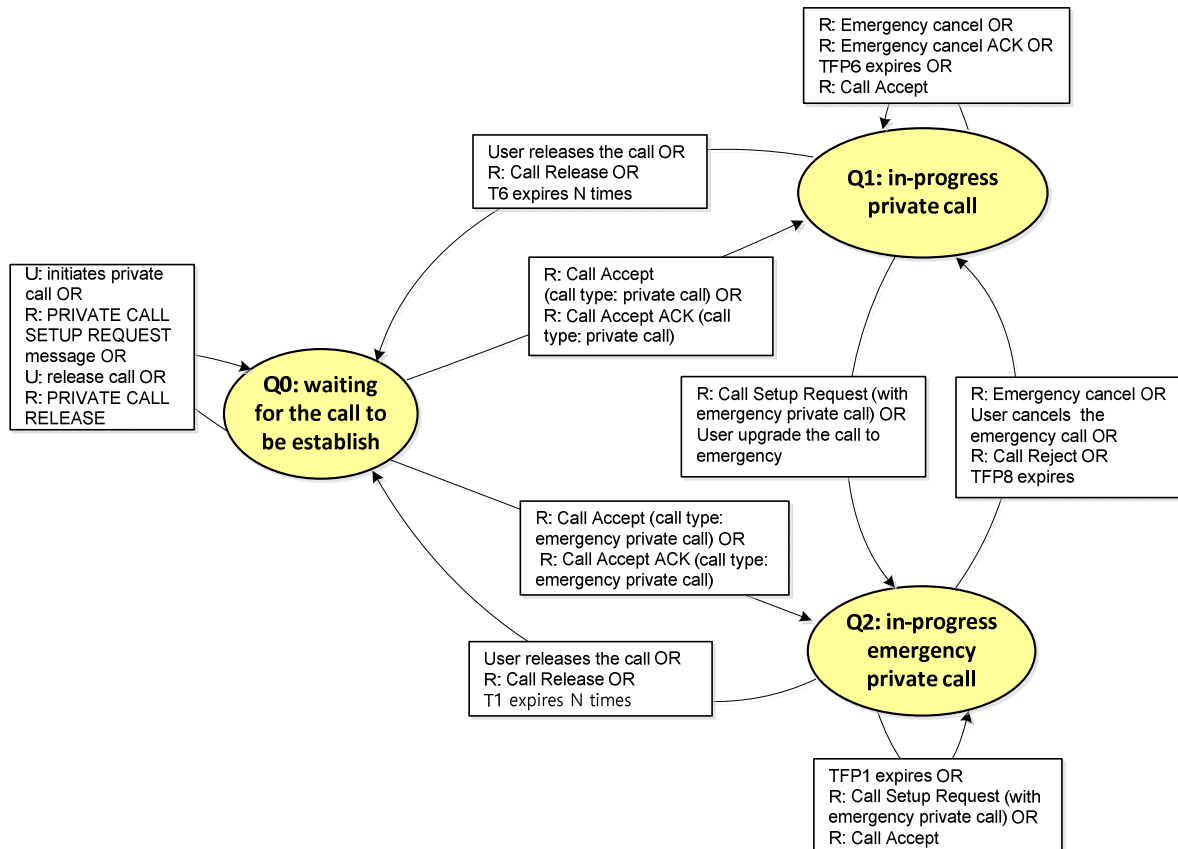 R: Emergency cancel OR
R: Emergency cancel ACK OR
TFP6 expires OR
R: Call Accept
User releases the call OR
R: Call Release OR
T6 expires N times
Q1: in-progress
private call
U: initiates private
call OR
R: PRIVATE CALL
SETUP REQUEST
message OR
U: release call OR
R: PRIVATE CALL
RELEASE
R: Call Accept
(call type: private call) OR
R: Call Accept ACK (call
type: private call)
Q0: waiting
for the call to
be establish
R: Call Setup Request (with
emergency private call) OR
User upgrade the call to
emergency
R: Emergency cancel OR
User cancels the
emergency call OR
R: Call Reject OR
TFP8 expires
R: Call Accept (call type:
emergency private call) OR
R: Call Accept ACK (call type:
emergency private call)
Q2: in-progress
emergency
private call
User releases the call OR
R: Call Release OR
T1 expires N times
TFP1 expires OR
R: Call Setup Request (with
emergency private call) OR
R: Call Accept